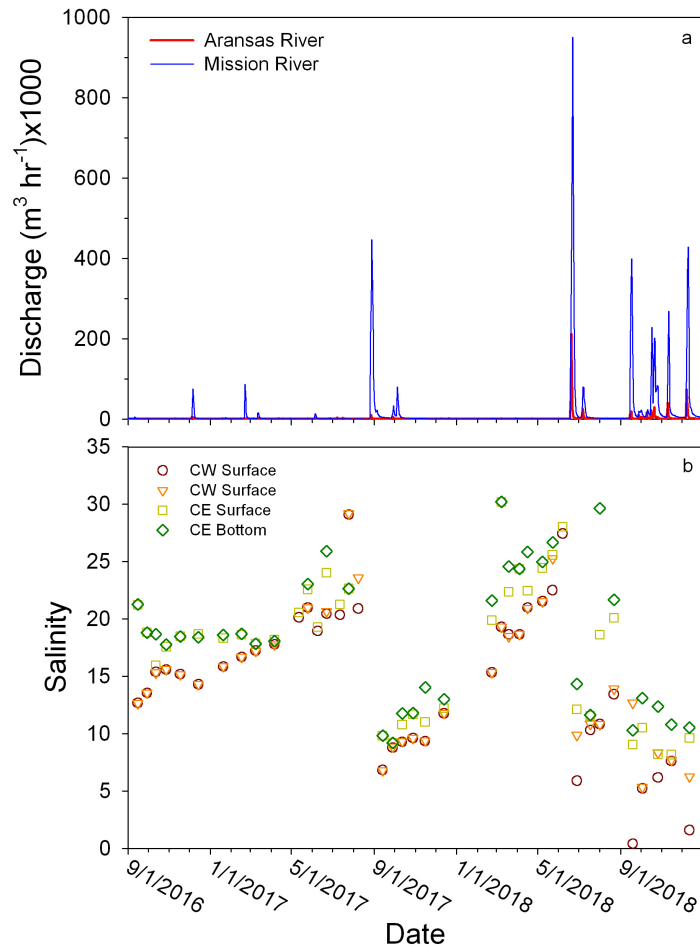 1000
800
600
400
200
0
Discharge (m³ hr⁻¹)x1000
Aransas River
Mission River
a
35
30
25
20
15
10
5
0
Salinity
CW Surface
CW Surface
CE Surface
CE Bottom
b
9/1/2016
1/1/2017
5/1/2017
9/1/2017
1/1/2018
5/1/2018
9/1/2018
Date